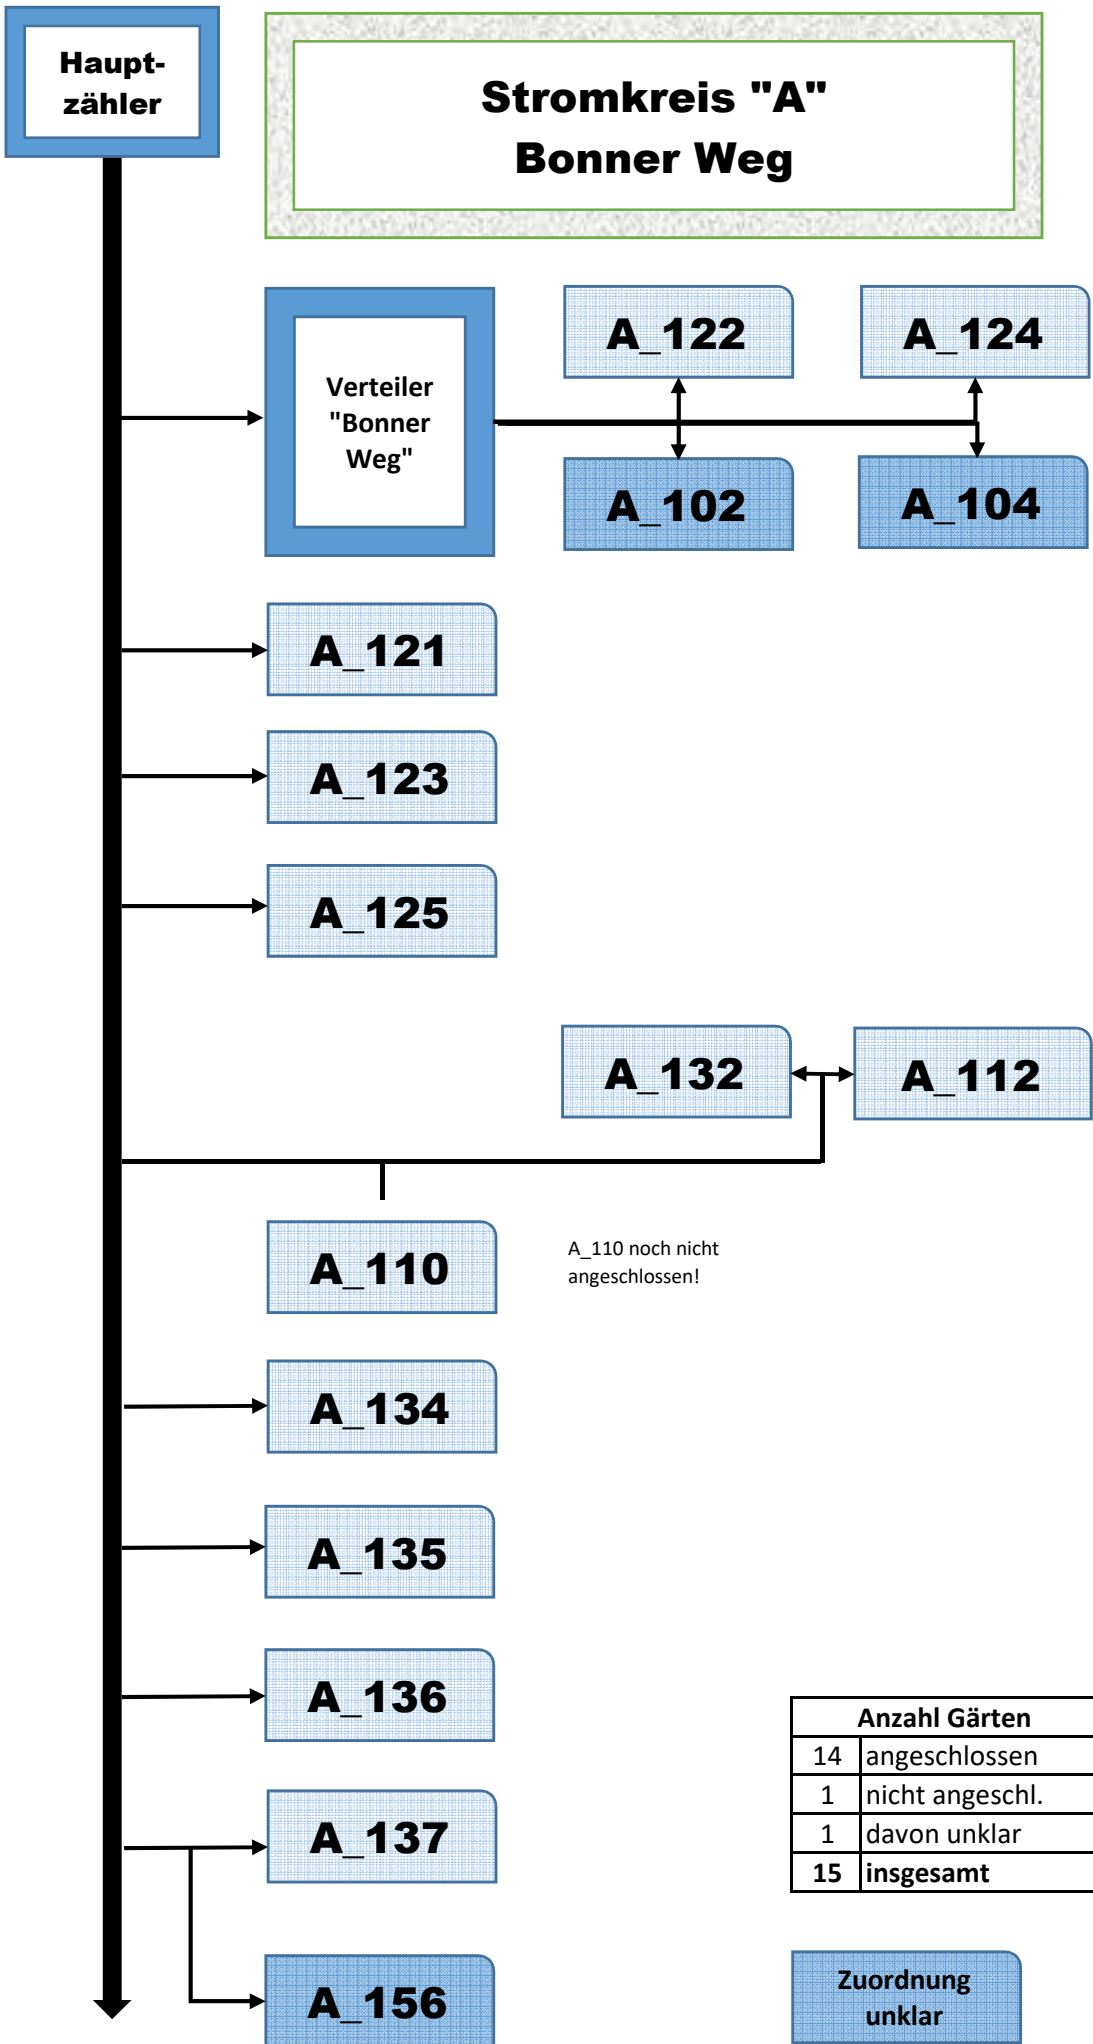 Haupt-
zähler
Stromkreis "A"
Bonner Weg
Verteiler
"Bonner
Weg"
A_122
A_124
A_102
A_104
A_121
A_123
A_125
A_132
A_112
A_110
A_110 noch nicht
angeschlossen!
A_134
A_135
A_136
A_137
A_156
Anzahl Gärten
14 angeschlossen
1 nicht angeschl.
1 davon unklar
15 insgesamt
Zuordnung
unklar